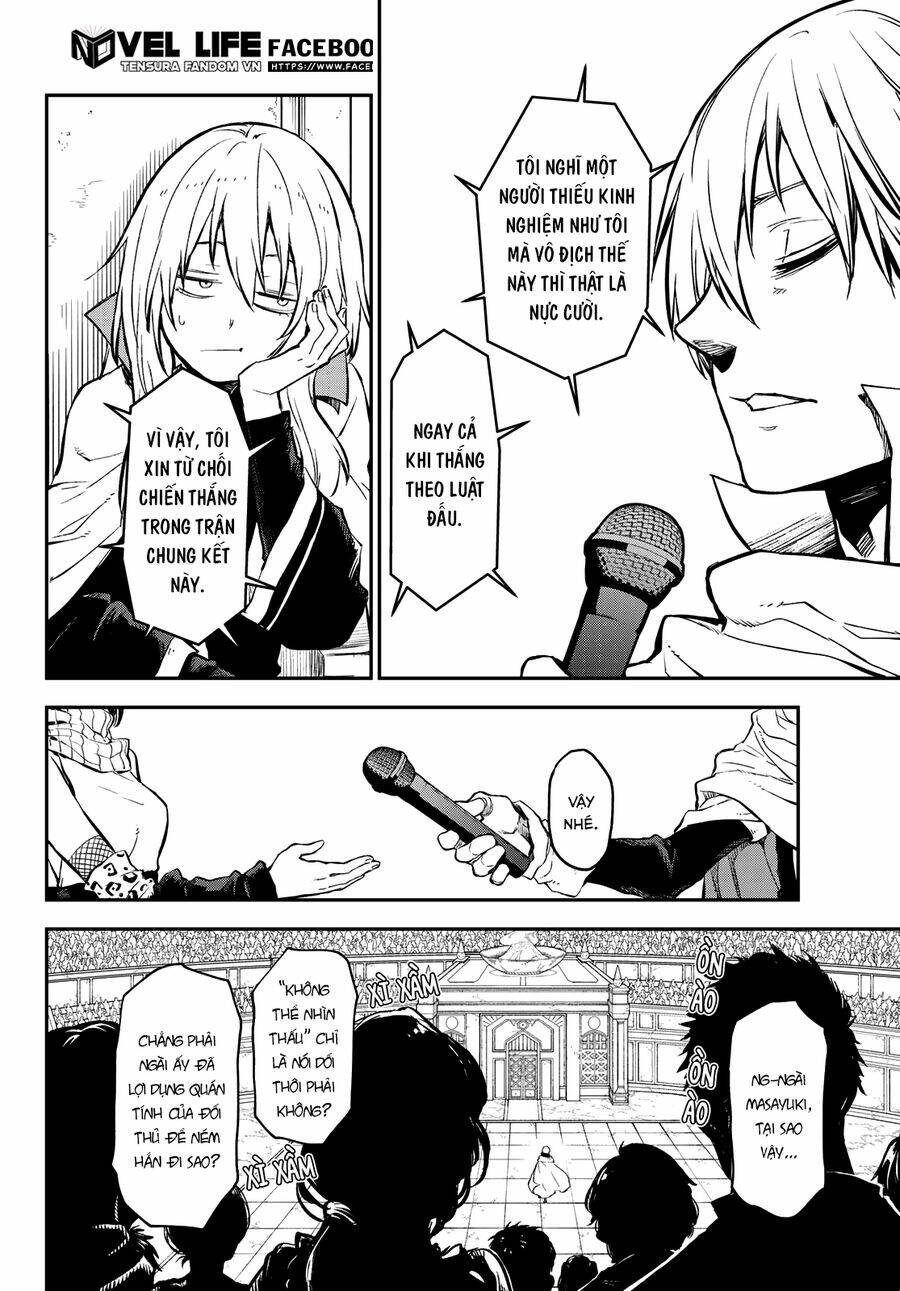 NOVEL LIFE FACEBOO
TENSURA FANDOM VN HTTPS://WWW.FACE
TÔI NGHĨ MỘT
NGƯỜI THIẾU KINH
NGHIỆM NHƯ TÔI
MÀ VÔ ĐỊCH THẾ
NÀY THÌ THẬT LÀ
NỰC CƯỜI.
NGAY CẢ
KHI THẮNG
THEO LUẬT
ĐẤU.
VÌ VẬY, TÔI
XIN TỪ CHỐI
CHIẾN THẮNG
TRONG TRẬN
CHUNG KẾT
NÀY.
VẬY
NHÉ.
ỒN
ÀO
ỒN
ÀO
NG-NGÀI
MASAYUKI,
TẠI SAO
VẬY...
XÌ XẦM
"KHÔNG
THỂ NHÌN
THẤU" CHỈ
LÀ NÓI DỐI
THÔI PHẢI
KHÔNG?
CHẲNG PHẢI
NGÀI ẤY ĐÃ
LỢI DỤNG QUÁN
TÍNH CỦA ĐỐI
THỦ ĐỂ NÉM
HẮN ĐI SAO?
XÌ XẦM